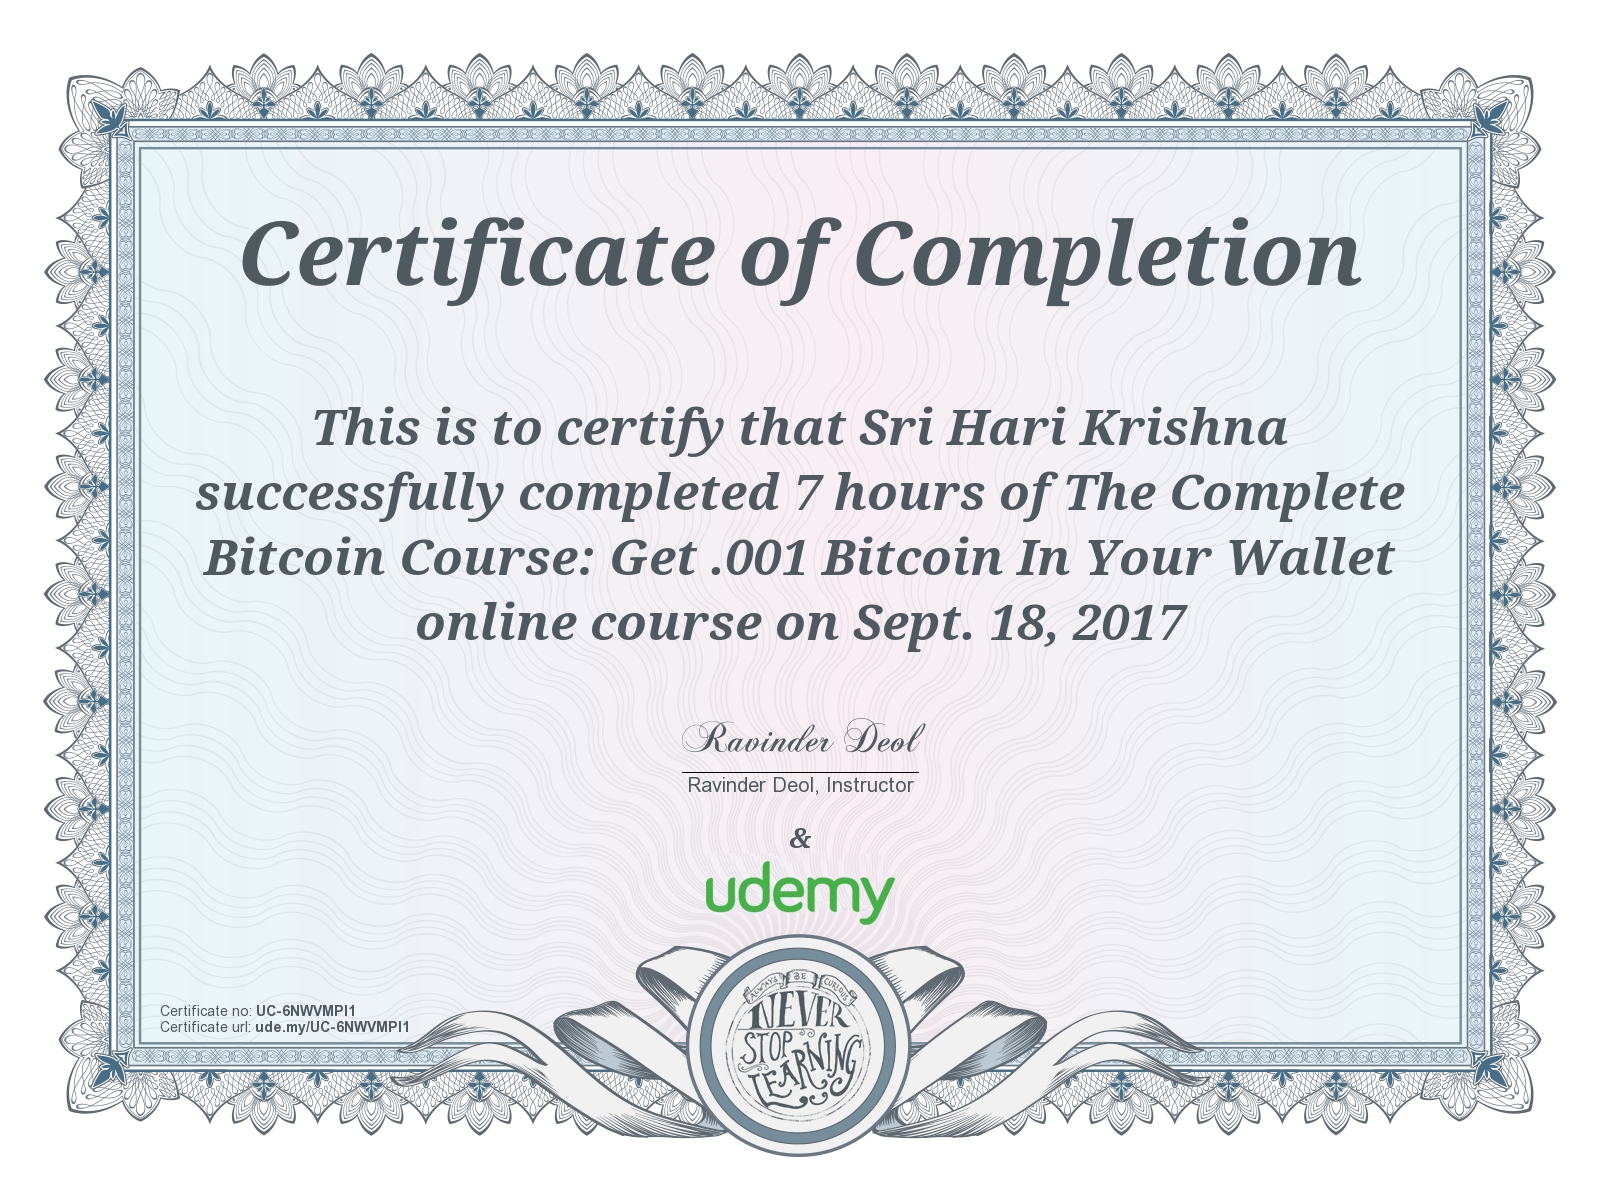 Certificate of Completion
This is to certify that Sri Hari Krishna
successfully completed 7 hours of The Complete
Bitcoin Course: Get .001 Bitcoin In Your Wallet
online course on Sept. 18, 2017
Ravinder Deol
Ravinder Deol, Instructor
&
udemy
Certificate no: UC-6NWVMPI1
Certificate url: ude.my/UC-6NWVMPI1
ALWAYS BE CURIOUS
NEVER
STOP
LEARNING